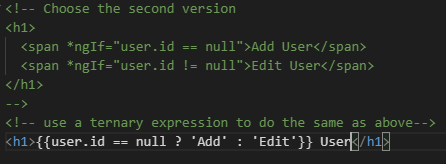 <!-- Choose the second version
<h1>
<span *ngIf="user.id == null">Add User</span>
<span *ngIf="user.id != null">Edit User</span>
</h1>
-->
<!-- use a ternary expression to do the same as above-->
<h1>{{user.id == null ? 'Add' : 'Edit'}} User</h1>